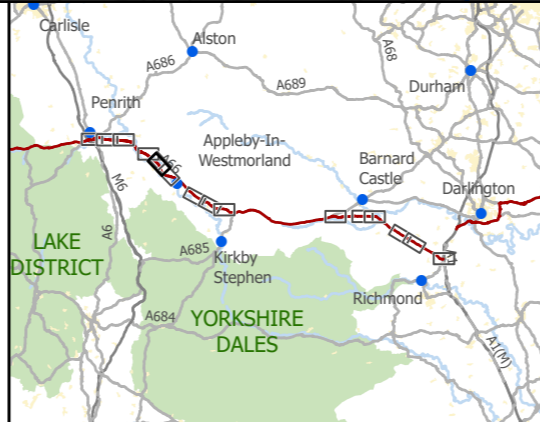 Carlisle
Alston
A68
A686
A689
Durham
Penrith
Appleby-In-
Westmorland
A66
Barnard
Castle
Darlington
M6
A6
LAKE
DISTRICT
A685
Kirkby
Stephen
Richmond
A684
YORKSHIRE
DALES
A1(M)